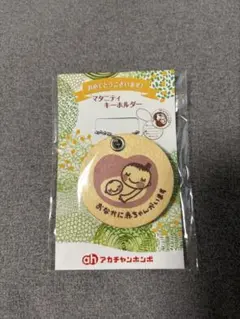 おめでとうございます!
マタニティ
キーホルダー
おなかに赤ちゃんがいます
ah アカチャンホンポ